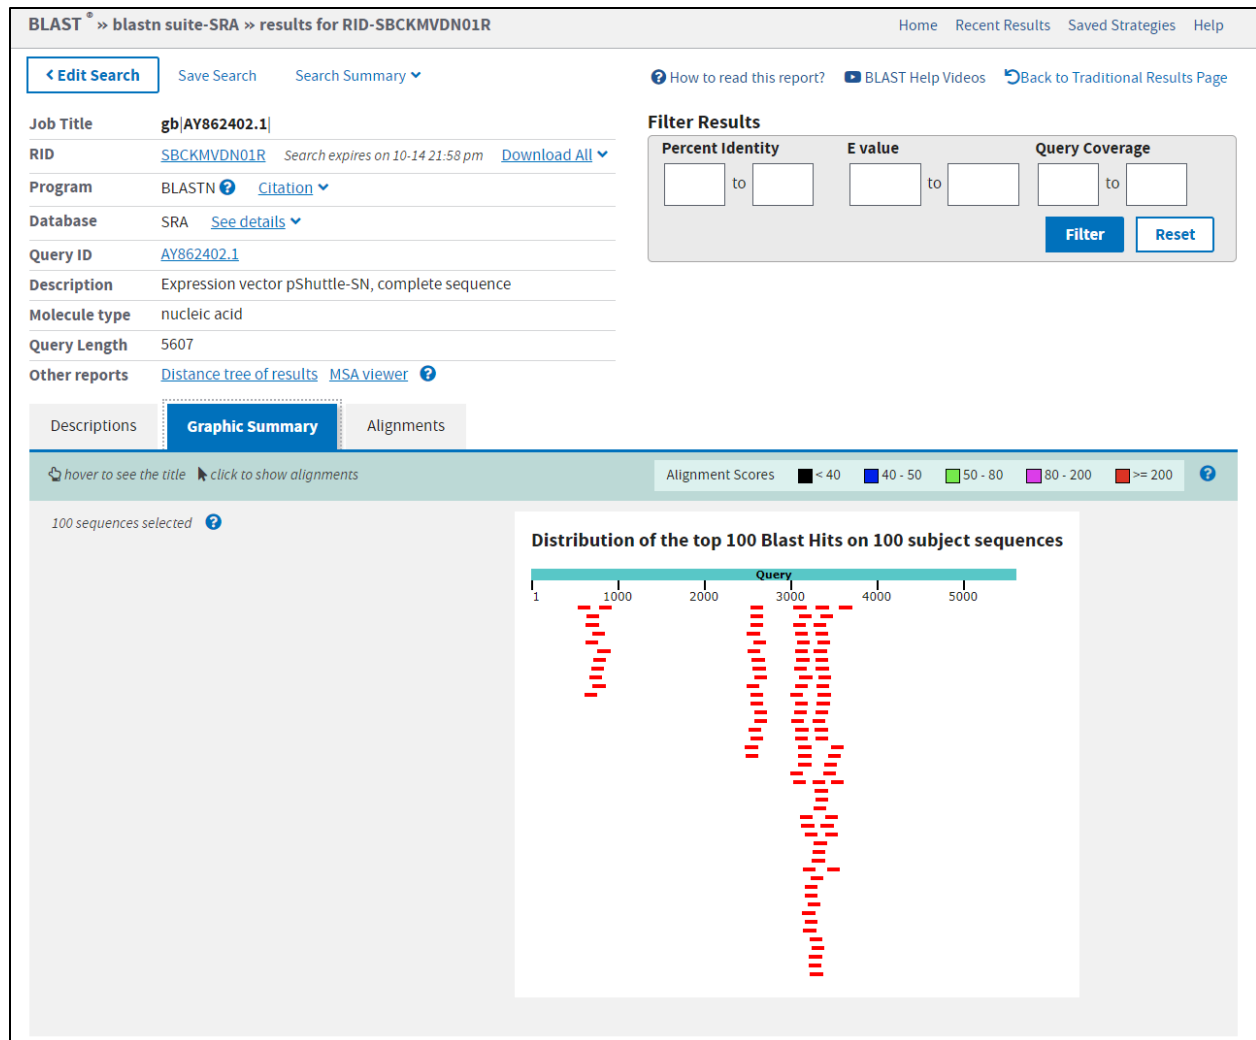 BLAST ® » blastn suite-SRA » results for RID-SBCKMVDN01R
Home Recent Results Saved Strategies Help
< Edit Search Save Search Search Summary
How to read this report? BLAST Help Videos Back to Traditional Results Page
Job Title gb|AY862402.1|
RID SBCKMVDN01R Search expires on 10-14 21:58 pm Download All
Program BLASTN Citation
Database SRA See details
Query ID AY862402.1
Description Expression vector pShuttle-SN, complete sequence
Molecule type nucleic acid
Query Length 5607
Other reports Distance tree of results MSA viewer
Filter Results
Percent Identity E value Query Coverage
to to to
Filter Reset
Descriptions Graphic Summary Alignments
hover to see the title click to show alignments
Alignment Scores < 40 40 - 50 50 - 80 80 - 200 >= 200
100 sequences selected
Distribution of the top 100 Blast Hits on 100 subject sequences
Query
1 1000 2000 3000 4000 5000